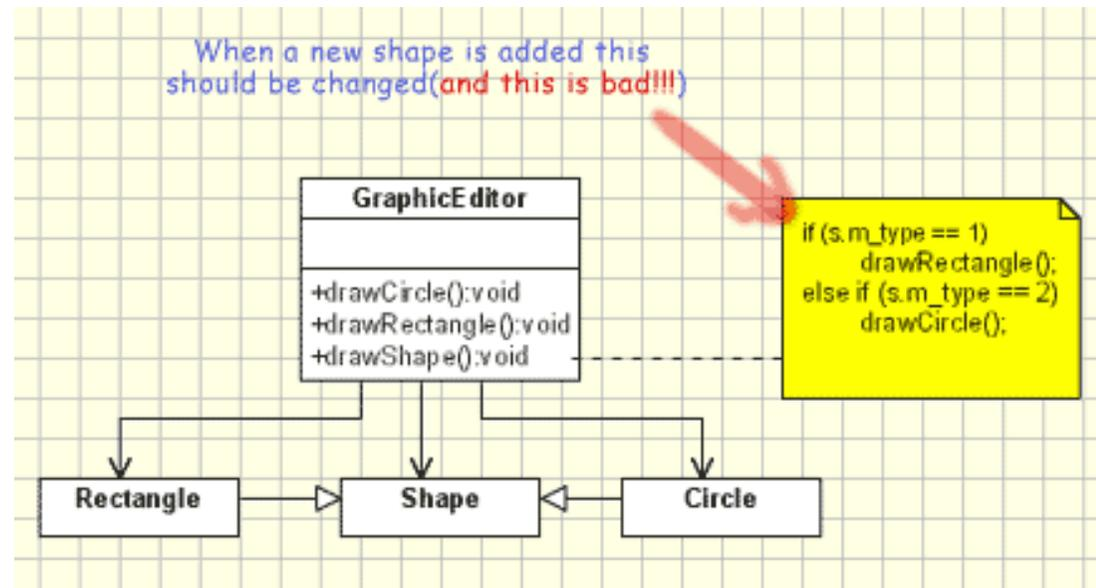 When a new shape is added this
should be changed(and this is bad!!!)
GraphicEditor
+drawCircle():void
+drawRectangle():void
+drawShape():void
if (s.m_type == 1)
drawRectangle();
else if (s.m_type == 2)
drawCircle();
Rectangle
Shape
Circle